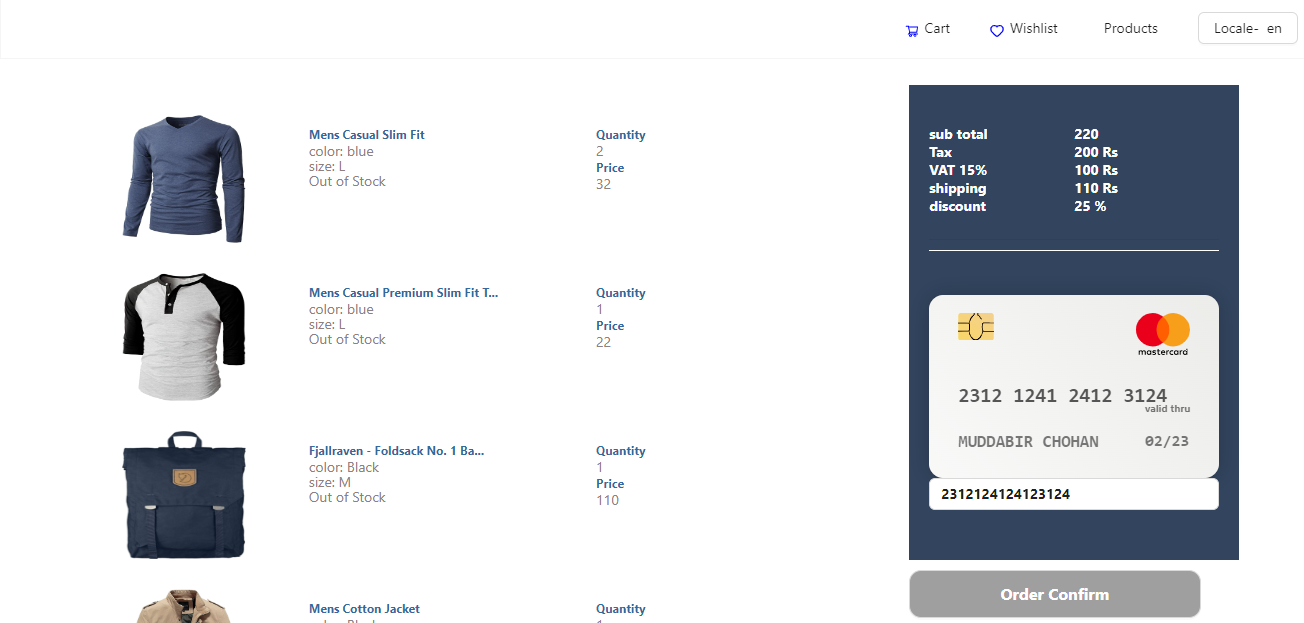 Cart
Wishlist
Products
Locale- en
Mens Casual Slim Fit
color: blue
size: L
Out of Stock
Quantity
2
Price
32
Mens Casual Premium Slim Fit T...
color: blue
size: L
Out of Stock
Quantity
1
Price
22
Fjallraven - Foldsack No. 1 Ba...
color: Black
size: M
Out of Stock
Quantity
1
Price
110
Mens Cotton Jacket
Quantity
sub total 220
Tax 200 Rs
VAT 15% 100 Rs
shipping 110 Rs
discount 25 %
mastercard
2312 1241 2412 3124
valid thru
MUDDABIR CHOHAN 02/23
2312124124123124
Order Confirm